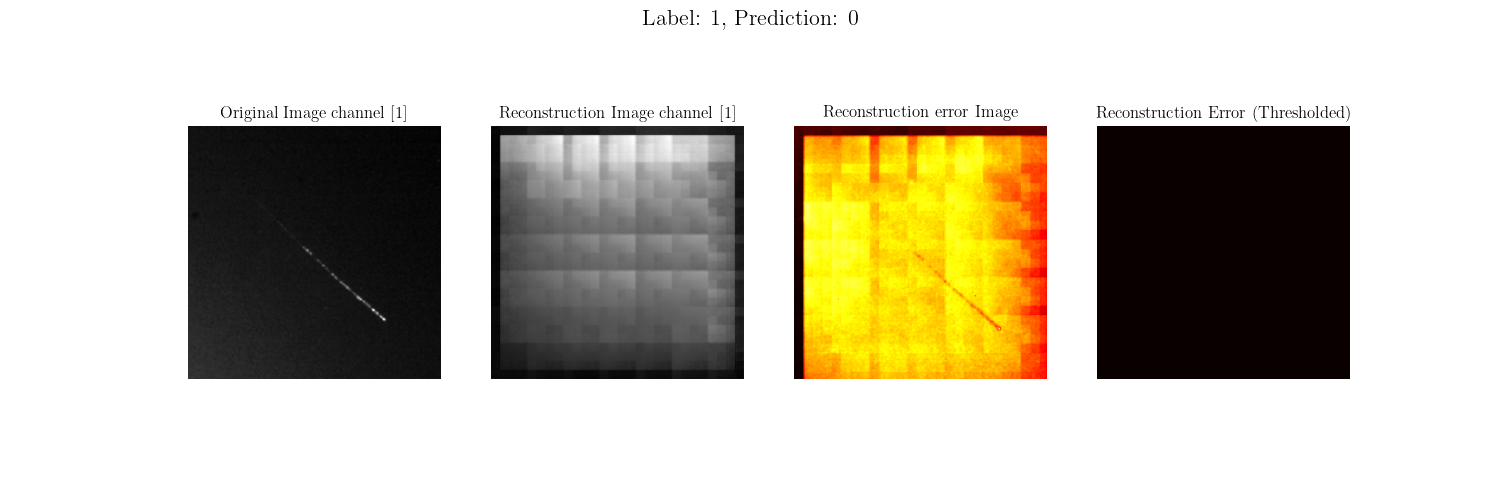 Label: 1, Prediction: 0
Original Image channel [1]
Reconstruction Image channel [1]
Reconstruction error Image
Reconstruction Error (Thresholded)